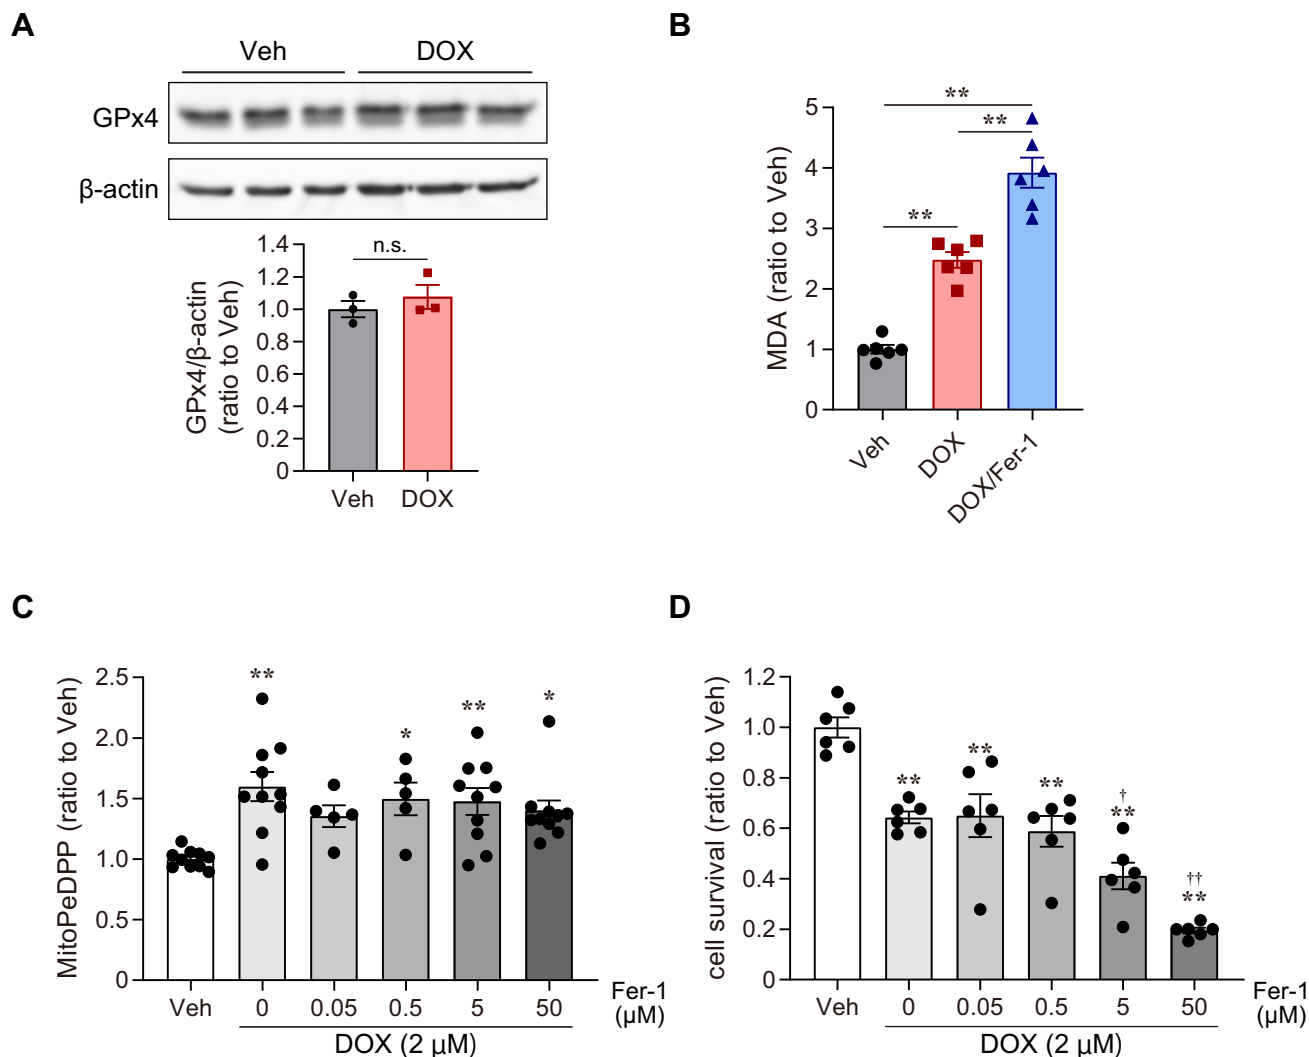 A
Veh DOX
GPx4
β-actin
GPx4/β-actin
(ratio to Veh)
1.4
1.2
1.0
0.8
0.6
0.4
0.2
0
n.s.
Veh DOX
B
MDA (ratio to Veh)
5
4
3
2
1
0
**
**
**
Veh
DOX
DOX/Fer-1
C
MitoPeDPP (ratio to Veh)
2.5
2.0
1.5
1.0
0.5
0
**
*
**
*
Veh 0 0.05 0.5 5 50
Fer-1
(μM)
DOX (2 μM)
D
cell survival (ratio to Veh)
1.2
1.0
0.8
0.6
0.4
0.2
0
**
**
**
†
**
††
**
Veh 0 0.05 0.5 5 50
Fer-1
(μM)
DOX (2 μM)